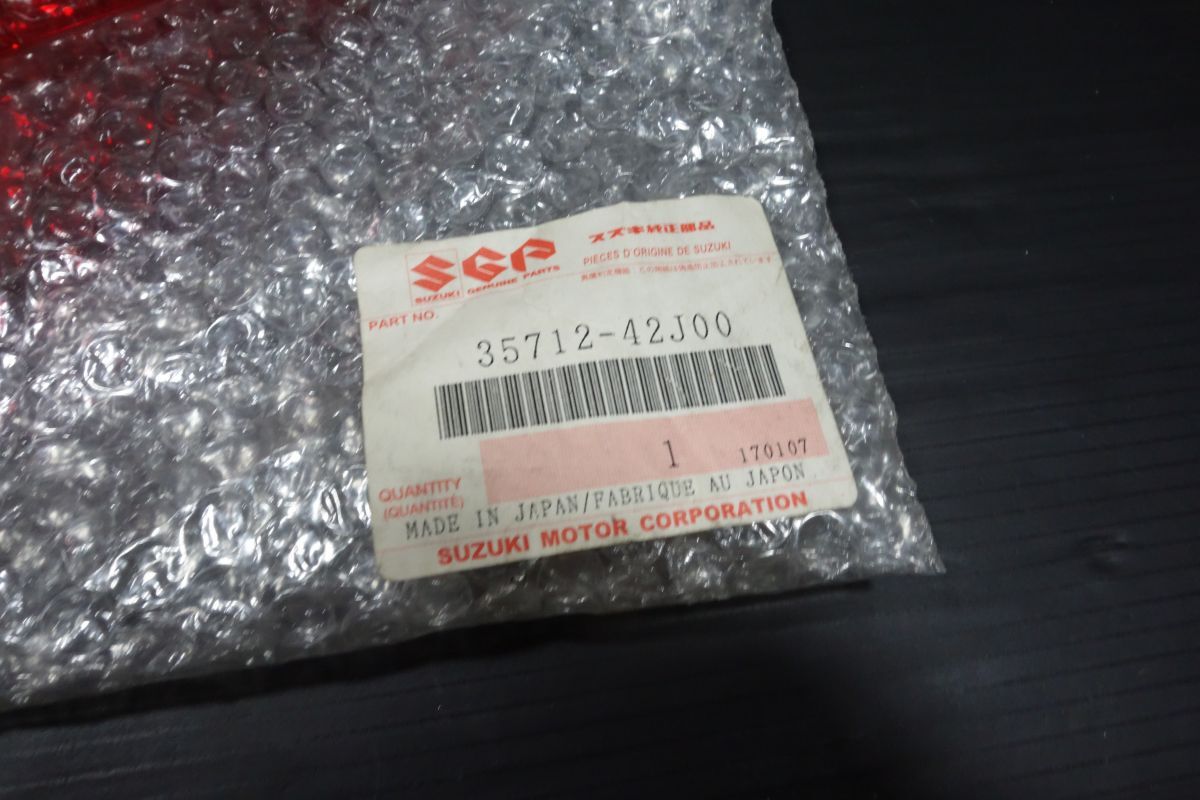 SGP
SUZUKI GENUINE PARTS
スズキ純正部品
PIECES D'ORIGINE DE SUZUKI
PART NO.
35712-42J00
1
170107
QUANTITY
(QUANTITÉ)
MADE IN JAPAN/FABRIQUE AU JAPON
SUZUKI MOTOR CORPORATION